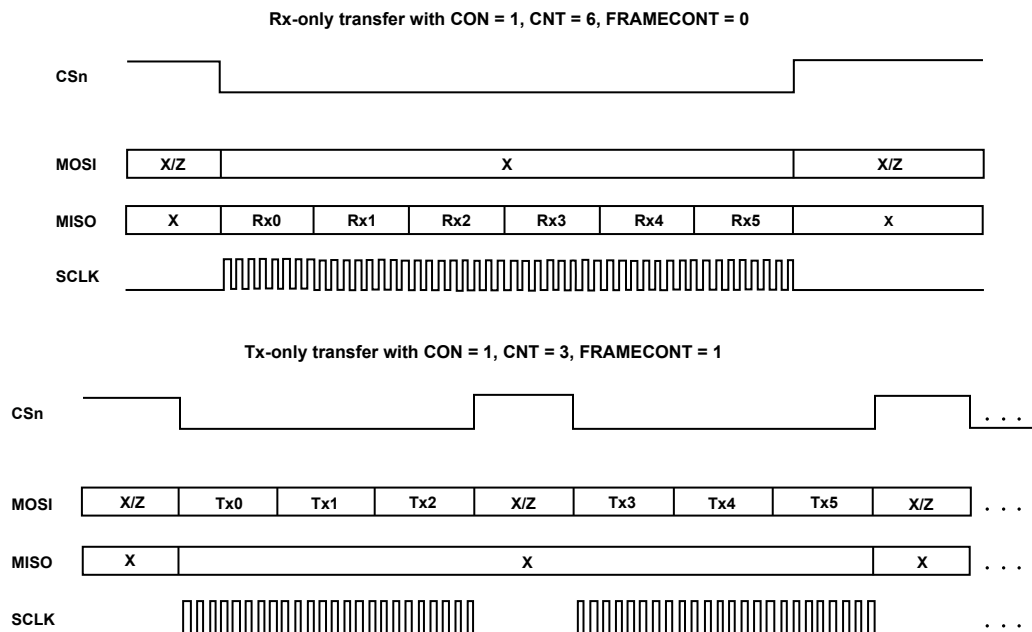 Rx-only transfer with CON = 1, CNT = 6, FRAMECONT = 0
CSn
MOSI X/Z X X/Z
MISO X Rx0 Rx1 Rx2 Rx3 Rx4 Rx5 X
SCLK
Tx-only transfer with CON = 1, CNT = 3, FRAMECONT = 1
CSn . . .
MOSI X/Z Tx0 Tx1 Tx2 X/Z Tx3 Tx4 Tx5 X/Z . . .
MISO X X X . . .
SCLK . . .